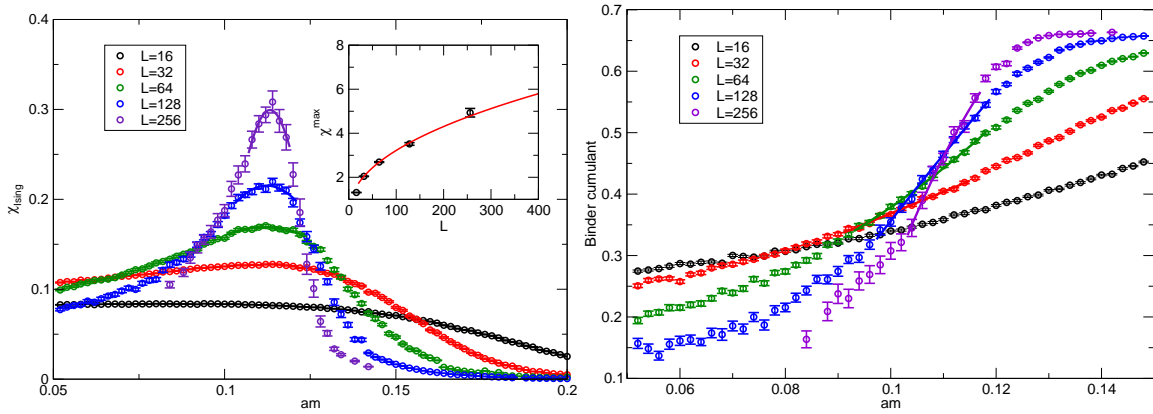 0.4
0.3
0.2
0.1
0
χIsing
L=16
L=32
L=64
L=128
L=256
8
6
4
2
χmax
0 100 200 300 400
L
0.05 0.1 0.15 0.2
am
0.7
0.6
0.5
0.4
0.3
0.2
0.1
Binder cumulant
L=16
L=32
L=64
L=128
L=256
0.06 0.08 0.1 0.12 0.14
am